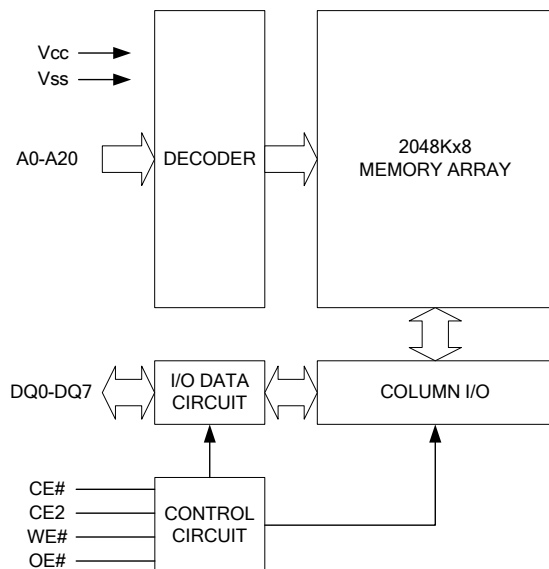 Vcc
Vss
A0-A20
DECODER
2048Kx8
MEMORY ARRAY
DQ0-DQ7
I/O DATA
CIRCUIT
COLUMN I/O
CE#
CE2
WE#
OE#
CONTROL
CIRCUIT